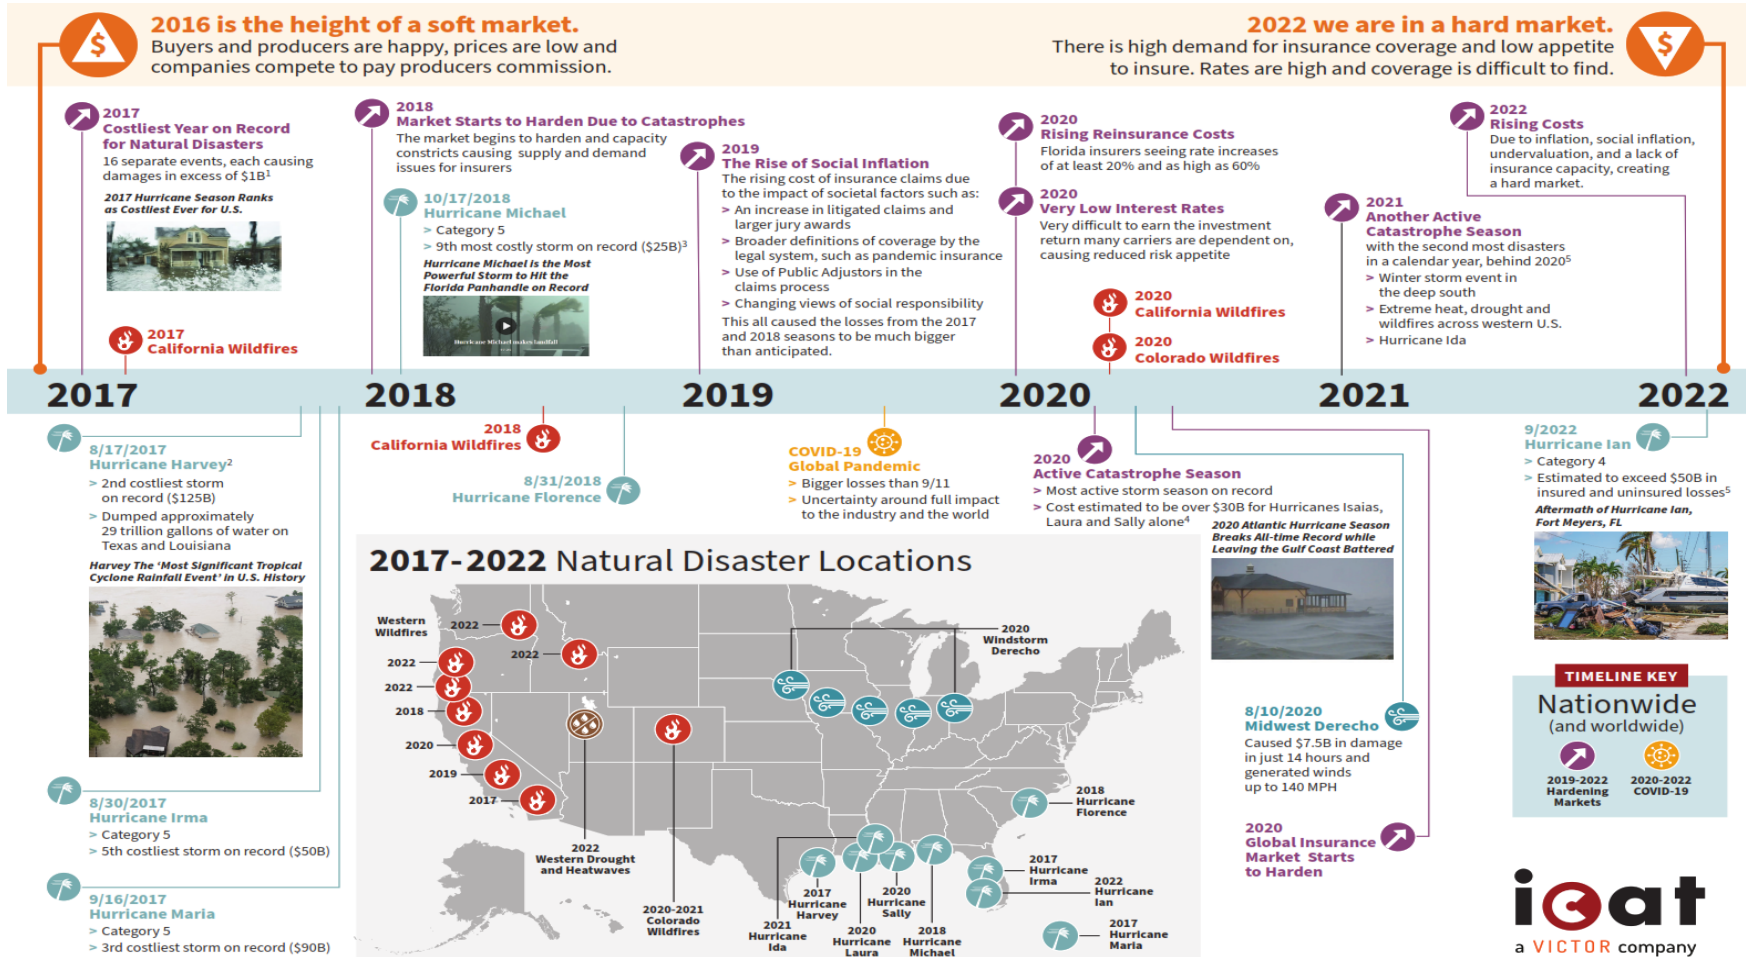 2016 is the height of a soft market.
Buyers and producers are happy, prices are low and
companies compete to pay producers commission.
2022 we are in a hard market.
There is high demand for insurance coverage and low appetite
to insure. Rates are high and coverage is difficult to find.
2017
Costliest Year on Record
for Natural Disasters
16 separate events, each causing
damages in excess of $1B1
2017 Hurricane Season Ranks
as Costliest Ever for U.S.
2017
California Wildfires
2018
Market Starts to Harden Due to Catastrophes
The market begins to harden and capacity
constricts causing supply and demand
issues for insurers
10/17/2018
Hurricane Michael
> Category 5
> 9th most costly storm on record ($25B)3
Hurricane Michael is the Most
Powerful Storm to Hit the
Florida Panhandle on Record
Hurricane Michael makes landfall
2019
The Rise of Social Inflation
The rising cost of insurance claims due
to the impact of societal factors such as:
> An increase in litigated claims and
larger jury awards
> Broader definitions of coverage by the
legal system, such as pandemic insurance
> Use of Public Adjustors in the
claims process
> Changing views of social responsibility
This all caused the losses from the 2017
and 2018 seasons to be much bigger
than anticipated.
2020
Rising Reinsurance Costs
Florida insurers seeing rate increases
of at least 20% and as high as 60%
2020
Very Low Interest Rates
Very difficult to earn the investment
return many carriers are dependent on,
causing reduced risk appetite
2020
California Wildfires
2020
Colorado Wildfires
2021
Another Active
Catastrophe Season
with the second most disasters
in a calendar year, behind 20205
> Winter storm event in
the deep south
> Extreme heat, drought and
wildfires across western U.S.
> Hurricane Ida
2022
Rising Costs
Due to inflation, social inflation,
undervaluation, and a lack of
insurance capacity, creating
a hard market.
2017 2018 2019 2020 2021 2022
8/17/2017
Hurricane Harvey2
> 2nd costliest storm
on record ($125B)
> Dumped approximately
29 trillion gallons of water on
Texas and Louisiana
Harvey The ‘Most Significant Tropical
Cyclone Rainfall Event’ in U.S. History
8/30/2017
Hurricane Irma
> Category 5
> 5th costliest storm on record ($50B)
9/16/2017
Hurricane Maria
> Category 5
> 3rd costliest storm on record ($90B)
2018
California Wildfires
8/31/2018
Hurricane Florence
COVID-19
Global Pandemic
> Bigger losses than 9/11
> Uncertainty around full impact
to the industry and the world
2020
Active Catastrophe Season
> Most active storm season on record
> Cost estimated to be over $30B for Hurricanes Isaias,
Laura and Sally alone4
2020 Atlantic Hurricane Season
Breaks All-time Record while
Leaving the Gulf Coast Battered
8/10/2020
Midwest Derecho
Caused $7.5B in damage
in just 14 hours and
generated winds
up to 140 MPH
2020
Global Insurance
Market Starts
to Harden
9/2022
Hurricane Ian
> Category 4
> Estimated to exceed $50B in
insured and uninsured losses5
Aftermath of Hurricane Ian,
Fort Meyers, FL
2017-2022 Natural Disaster Locations
Western
Wildfires
2022
2022
2022
2022
2018
2020
2019
2017
2022
Western Drought
and Heatwaves
2020-2021
Colorado
Wildfires
2020
Windstorm
Derecho
2018
Hurricane
Florence
2017
Hurricane
Irma
2022
Hurricane
Ian
2017
Hurricane
Maria
2021
Hurricane
Ida
2017
Hurricane
Harvey
2020
Hurricane
Laura
2020
Hurricane
Sally
2018
Hurricane
Michael
TIMELINE KEY
Nationwide
(and worldwide)
2019-2022
Hardening
Markets
2020-2022
COVID-19
icat
a VICTOR company